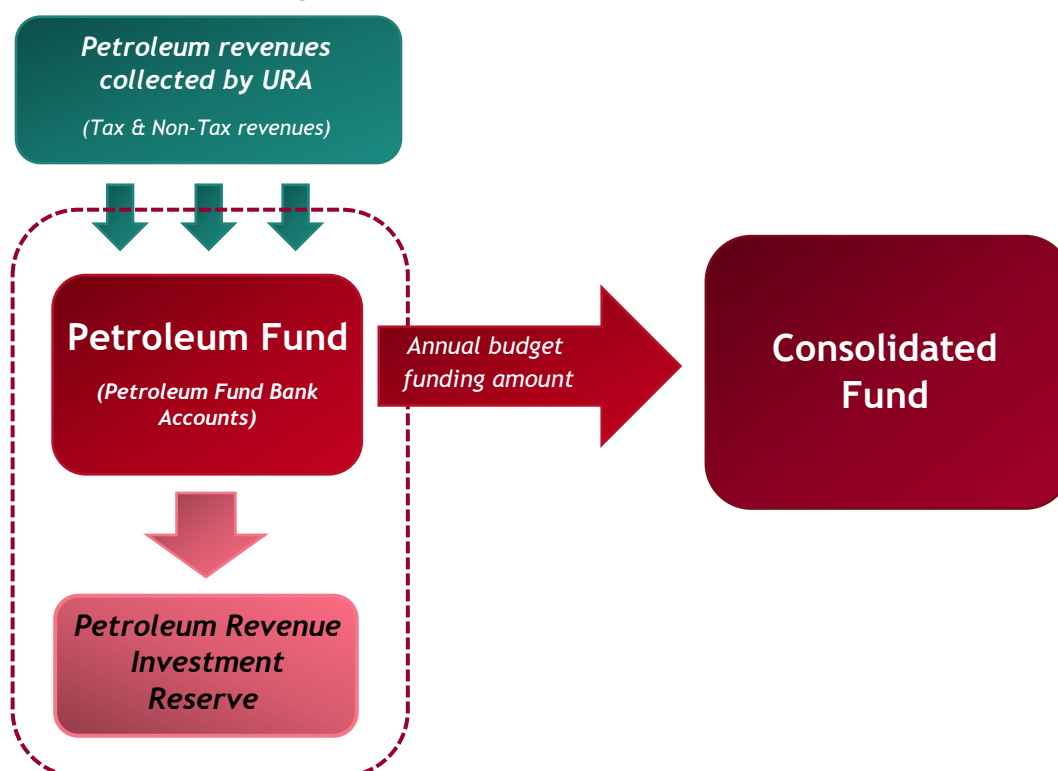 Petroleum revenues
collected by URA
(Tax & Non-Tax revenues)
Petroleum Fund
(Petroleum Fund Bank
Accounts)
Annual budget
funding amount
Consolidated
Fund
Petroleum Revenue
Investment
Reserve